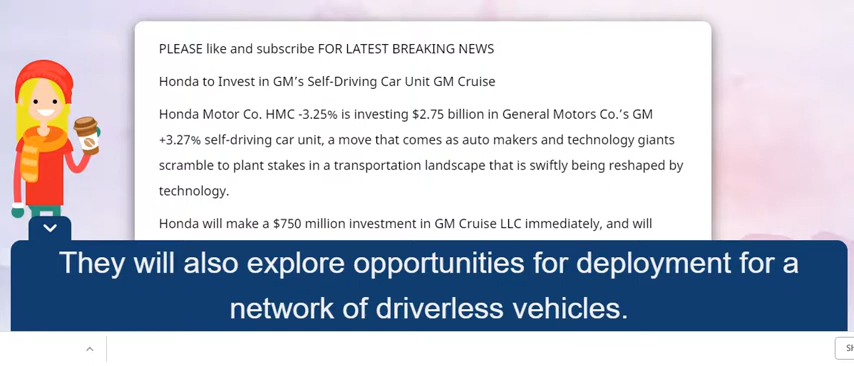 PLEASE like and subscribe FOR LATEST BREAKING NEWS
Honda to Invest in GM’s Self-Driving Car Unit GM Cruise
Honda Motor Co. HMC -3.25% is investing $2.75 billion in General Motors Co.’s GM
+3.27% self-driving car unit, a move that comes as auto makers and technology giants
scramble to plant stakes in a transportation landscape that is swiftly being reshaped by
technology.
Honda will make a $750 million investment in GM Cruise LLC immediately, and will
They will also explore opportunities for deployment for a
network of driverless vehicles.